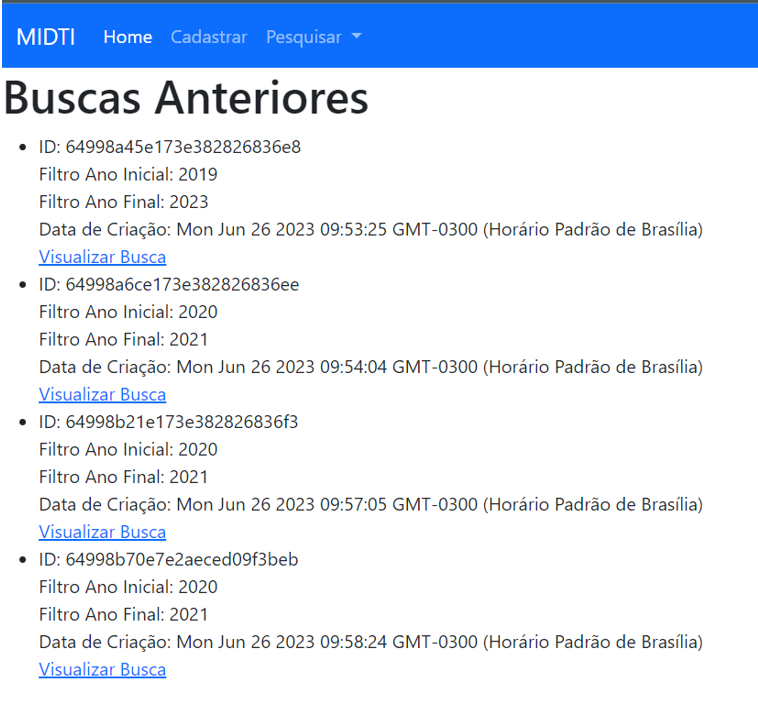 MIDTI Home Cadastrar Pesquisar
Buscas Anteriores
ID: 64998a45e173e382826836e8
Filtro Ano Inicial: 2019
Filtro Ano Final: 2023
Data de Criação: Mon Jun 26 2023 09:53:25 GMT-0300 (Horário Padrão de Brasília)
Visualizar Busca
ID: 64998a6ce173e382826836ee
Filtro Ano Inicial: 2020
Filtro Ano Final: 2021
Data de Criação: Mon Jun 26 2023 09:54:04 GMT-0300 (Horário Padrão de Brasília)
Visualizar Busca
ID: 64998b21e173e382826836f3
Filtro Ano Inicial: 2020
Filtro Ano Final: 2021
Data de Criação: Mon Jun 26 2023 09:57:05 GMT-0300 (Horário Padrão de Brasília)
Visualizar Busca
ID: 64998b70e7e2aeced09f3beb
Filtro Ano Inicial: 2020
Filtro Ano Final: 2021
Data de Criação: Mon Jun 26 2023 09:58:24 GMT-0300 (Horário Padrão de Brasília)
Visualizar Busca